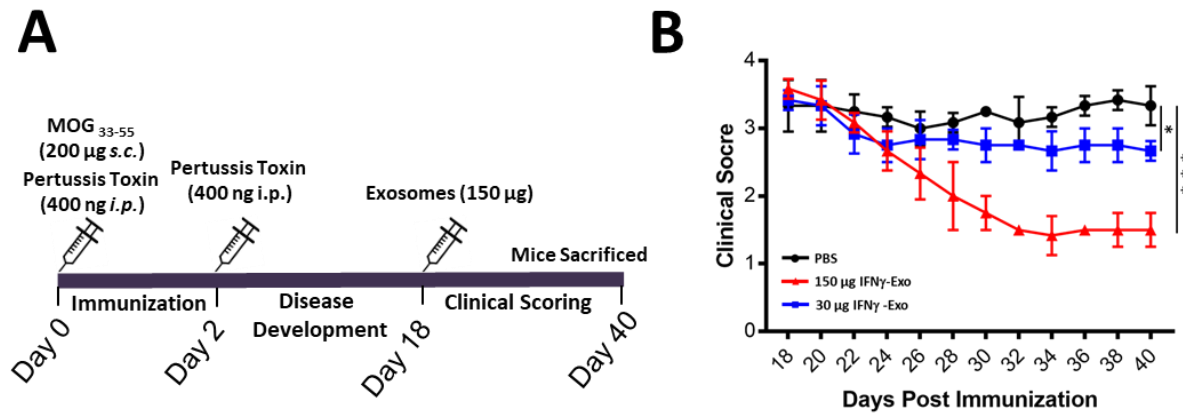 A
MOG 33-55
(200 µg s.c.)
Pertussis Toxin
(400 ng i.p.)
Pertussis Toxin
(400 ng i.p.)
Exosomes (150 µg)
Mice Sacrificed
Immunization
Disease
Development
Clinical Scoring
Day 0
Day 2
Day 18
Day 40
B
Clinical Socre
4
3
2
1
0
PBS
150 µg IFNγ-Exo
30 µg IFNγ -Exo
*
***
18 20 22 24 26 28 30 32 34 36 38 40
Days Post Immunization